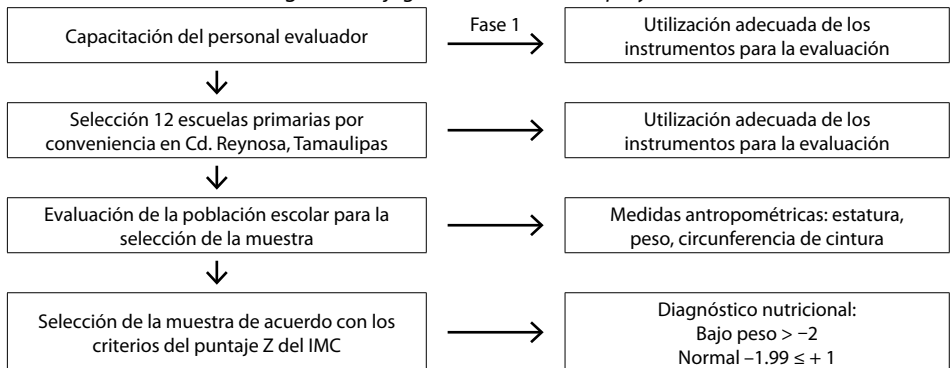 Capacitación del personal evaluador
Fase 1
Utilización adecuada de los
instrumentos para la evaluación
Selección 12 escuelas primarias por
conveniencia en Cd. Reynosa, Tamaulipas
Utilización adecuada de los
instrumentos para la evaluación
Evaluación de la población escolar para la
selección de la muestra
Medidas antropométricas: estatura,
peso, circunferencia de cintura
Selección de la muestra de acuerdo con los
criterios del puntaje Z del IMC
Diagnóstico nutricional:
Bajo peso > −2
Normal −1.99 ≤ + 1